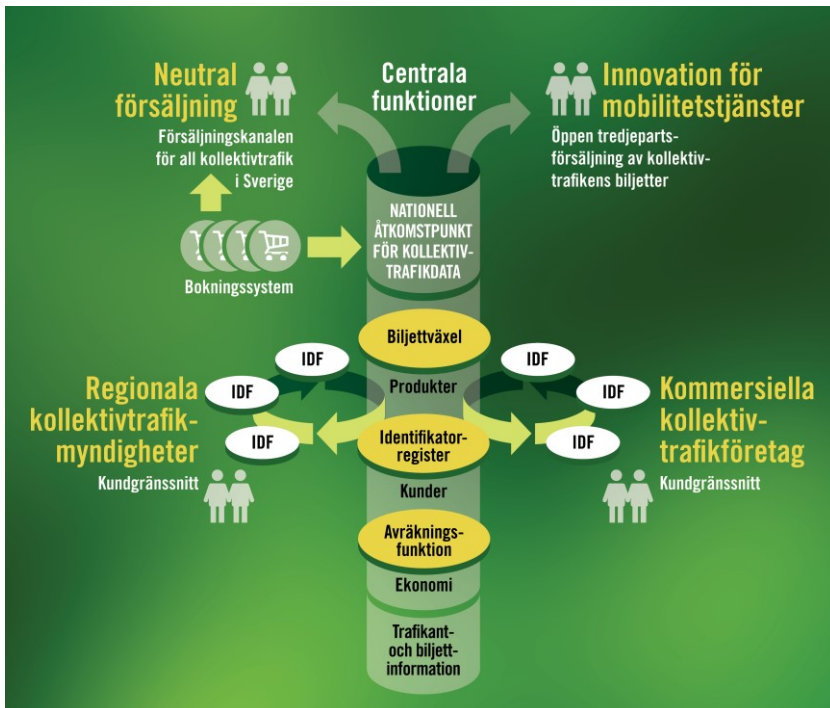 Neutral
försäljning
Försäljningskanalen
för all kollektivtrafik
i Sverige
Bokningssystem
Centrala
funktioner
Innovation för
mobilitetstjänster
Öppen tredjeparts-
försäljning av kollektiv-
trafikens biljetter
NATIONELL
ÅTKOMSTPUNKT
FÖR KOLLEKTIV-
TRAFIKDATA
Biljettväxel
Produkter
Identifikator-
register
Kunder
Avräknings-
funktion
Ekonomi
Trafikant-
och biljett-
information
IDF
IDF
IDF
Regionala
kollektivtrafik-
myndigheter
Kundgränssnitt
IDF
IDF
IDF
Kommersiella
kollektiv-
trafikföretag
Kundgränssnitt